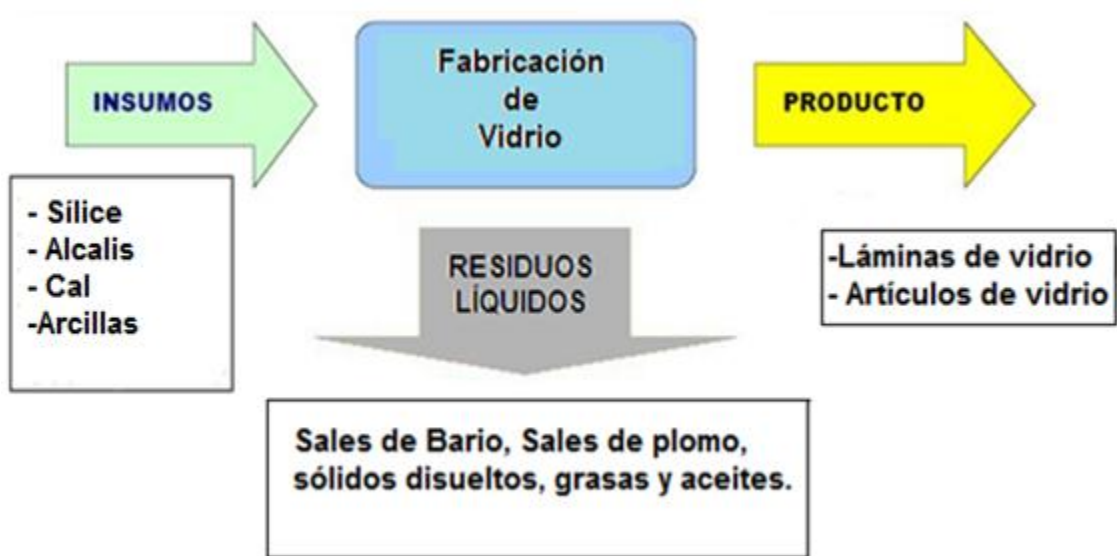 INSUMOS
Fabricación
de
Vidrio
PRODUCTO
- Sílice
- Alcalis
- Cal
-Arcillas
RESIDUOS
LÍQUIDOS
-Láminas de vidrio
- Artículos de vidrio
Sales de Bario, Sales de plomo,
sólidos disueltos, grasas y aceites.